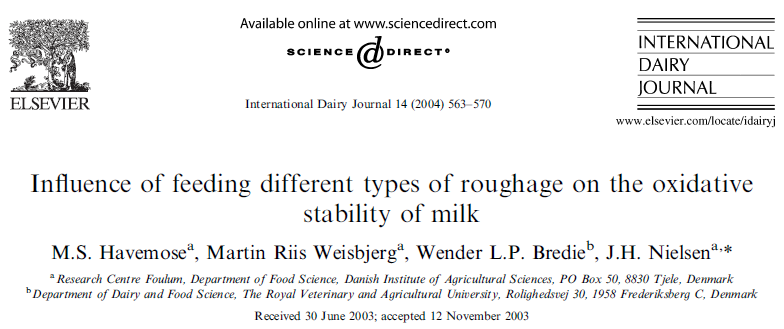 Available online at www.sciencedirect.com
SCIENCE DIRECT®
ELSEVIER
International Dairy Journal 14 (2004) 563–570
INTERNATIONAL
DAIRY
JOURNAL
www.elsevier.com/locate/idairyj
Influence of feeding different types of roughage on the oxidative
stability of milk
M.S. Havemoseᵃ, Martin Riis Weisbjergᵃ, Wender L.P. Bredieᵇ, J.H. Nielsenᵃ,*
ᵃ Research Centre Foulum, Department of Food Science, Danish Institute of Agricultural Sciences, PO Box 50, 8830 Tjele, Denmark
ᵇ Department of Dairy and Food Science, The Royal Veterinary and Agricultural University, Rolighedsvej 30, 1958 Frederiksberg C, Denmark
Received 30 June 2003; accepted 12 November 2003